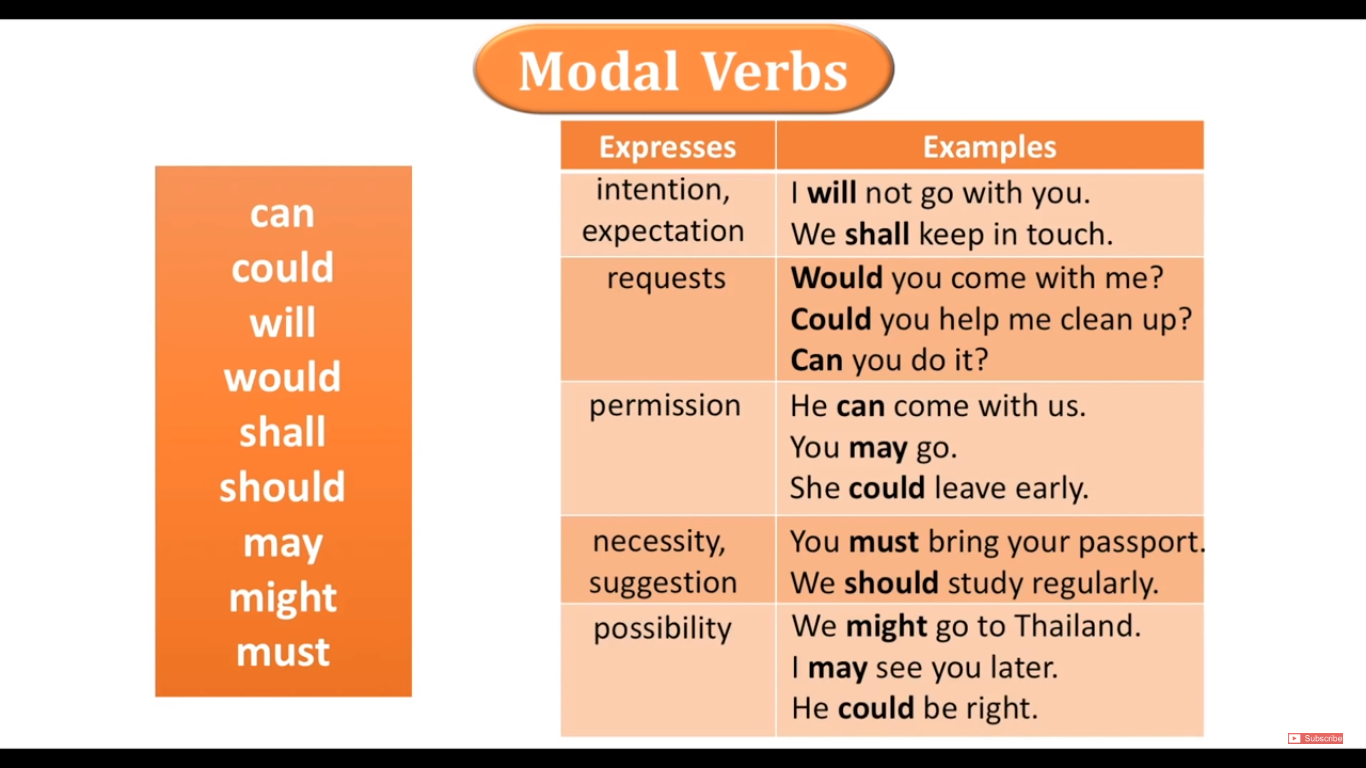 Modal Verbs
can
could
will
would
shall
should
may
might
must
Expresses
Examples
intention,
expectation
I will not go with you.
We shall keep in touch.
requests
Would you come with me?
Could you help me clean up?
Can you do it?
permission
He can come with us.
You may go.
She could leave early.
necessity,
suggestion
You must bring your passport.
We should study regularly.
possibility
We might go to Thailand.
I may see you later.
He could be right.
Subscribe